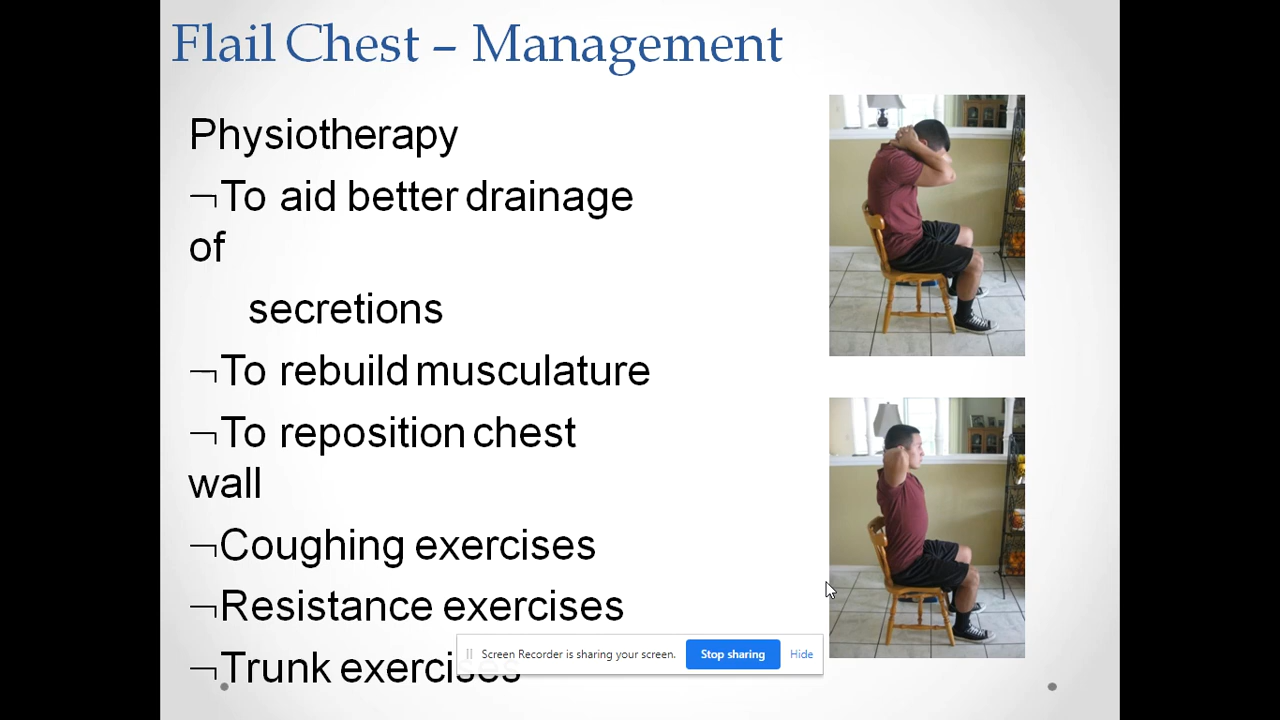 Flail Chest – Management
Physiotherapy
¬To aid better drainage
of
secretions
¬To rebuild musculature
¬To reposition chest
wall
¬Coughing exercises
¬Resistance exercises
¬Trunk exercises
Screen Recorder is sharing your screen. Stop sharing Hide